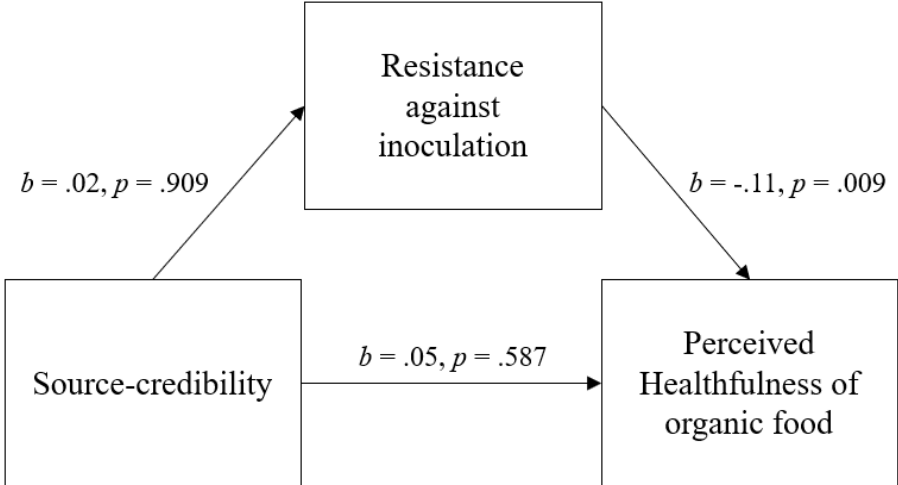 Resistance
against
inoculation
b = .02, p = .909
b = -.11, p = .009
Source-credibility
b = .05, p = .587
Perceived
Healthfulness of
organic food